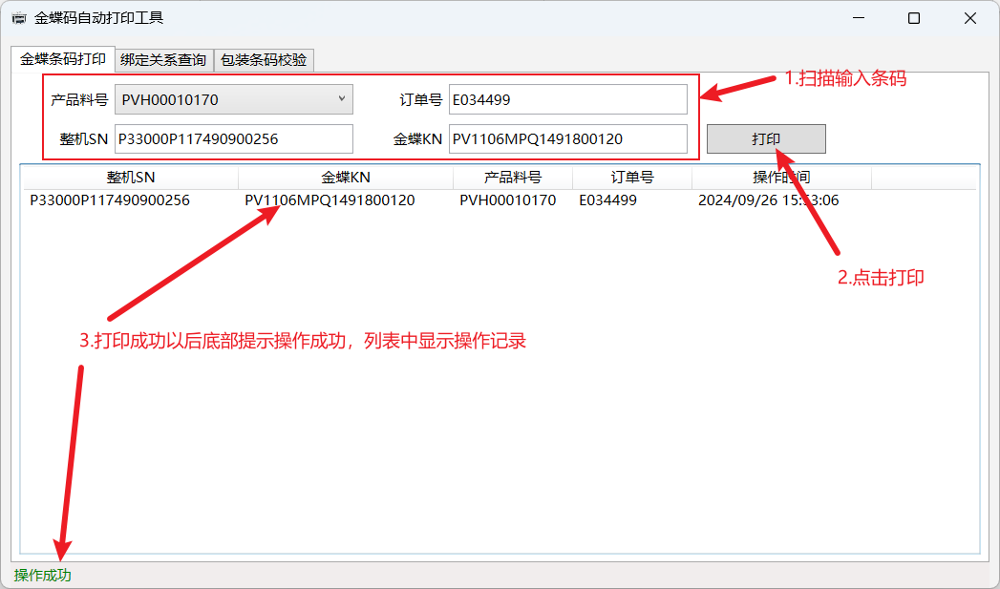 金蝶码自动打印工具
金蝶条码打印 绑定关系查询 包装条码校验
1.扫描输入条码
产品料号 PVH00010170 订单号 E034499
整机SN P33000P117490900256 金蝶KN PV1106MPQ1491800120 打印
整机SN 金蝶KN 产品料号 订单号 操作时间
P33000P117490900256 PV1106MPQ1491800120 PVH00010170 E034499 2024/09/26 15:53:06
2.点击打印
3.打印成功以后底部提示操作成功，列表中显示操作记录
操作成功